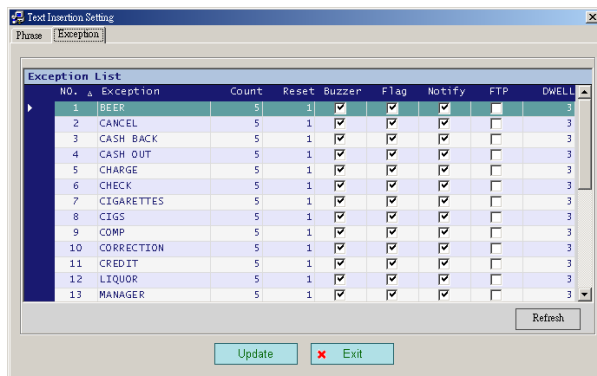 Text Insertion Setting
Phrase Exception
Exception List
NO. Exception Count Reset Buzzer Flag Notify FTP DWELL
1 BEER 5 1 3
2 CANCEL 5 1 3
3 CASH BACK 5 1 3
4 CASH OUT 5 1 3
5 CHARGE 5 1 3
6 CHECK 5 1 3
7 CIGARETTES 5 1 3
8 CIGS 5 1 3
9 COMP 5 1 3
10 CORRECTION 5 1 3
11 CREDIT 5 1 3
12 LIQUOR 5 1 3
13 MANAGER 5 1 3
Refresh
Update Exit